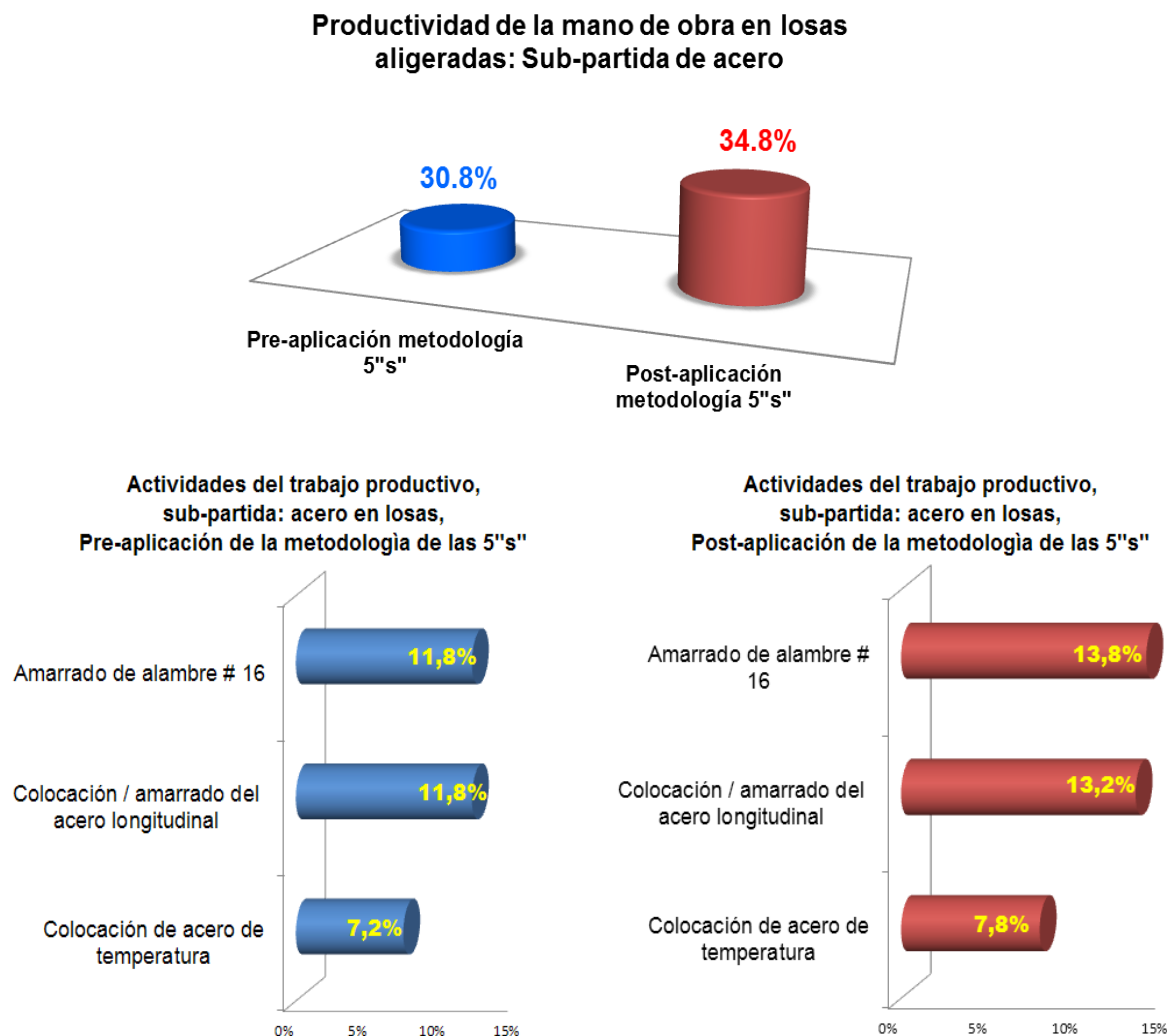 Productividad de la mano de obra en losas
aligeradas: Sub-partida de acero
34.8%
30.8%
Pre-aplicación metodología
5"s"
Post-aplicación
metodología 5"s"
Actividades del trabajo productivo,
sub-partida: acero en losas,
Pre-aplicación de la metodologìa de las 5"s"
Amarrado de alambre # 16
11,8%
Colocación / amarrado del
acero longitudinal
11,8%
Colocación de acero de
temperatura
7,2%
0% 5% 10% 15%
Actividades del trabajo productivo,
sub-partida: acero en losas,
Post-aplicación de la metodologìa de las 5"s"
Amarrado de alambre #
16
13,8%
Colocación / amarrado del
acero longitudinal
13,2%
Colocación de acero de
temperatura
7,8%
0% 5% 10% 15%